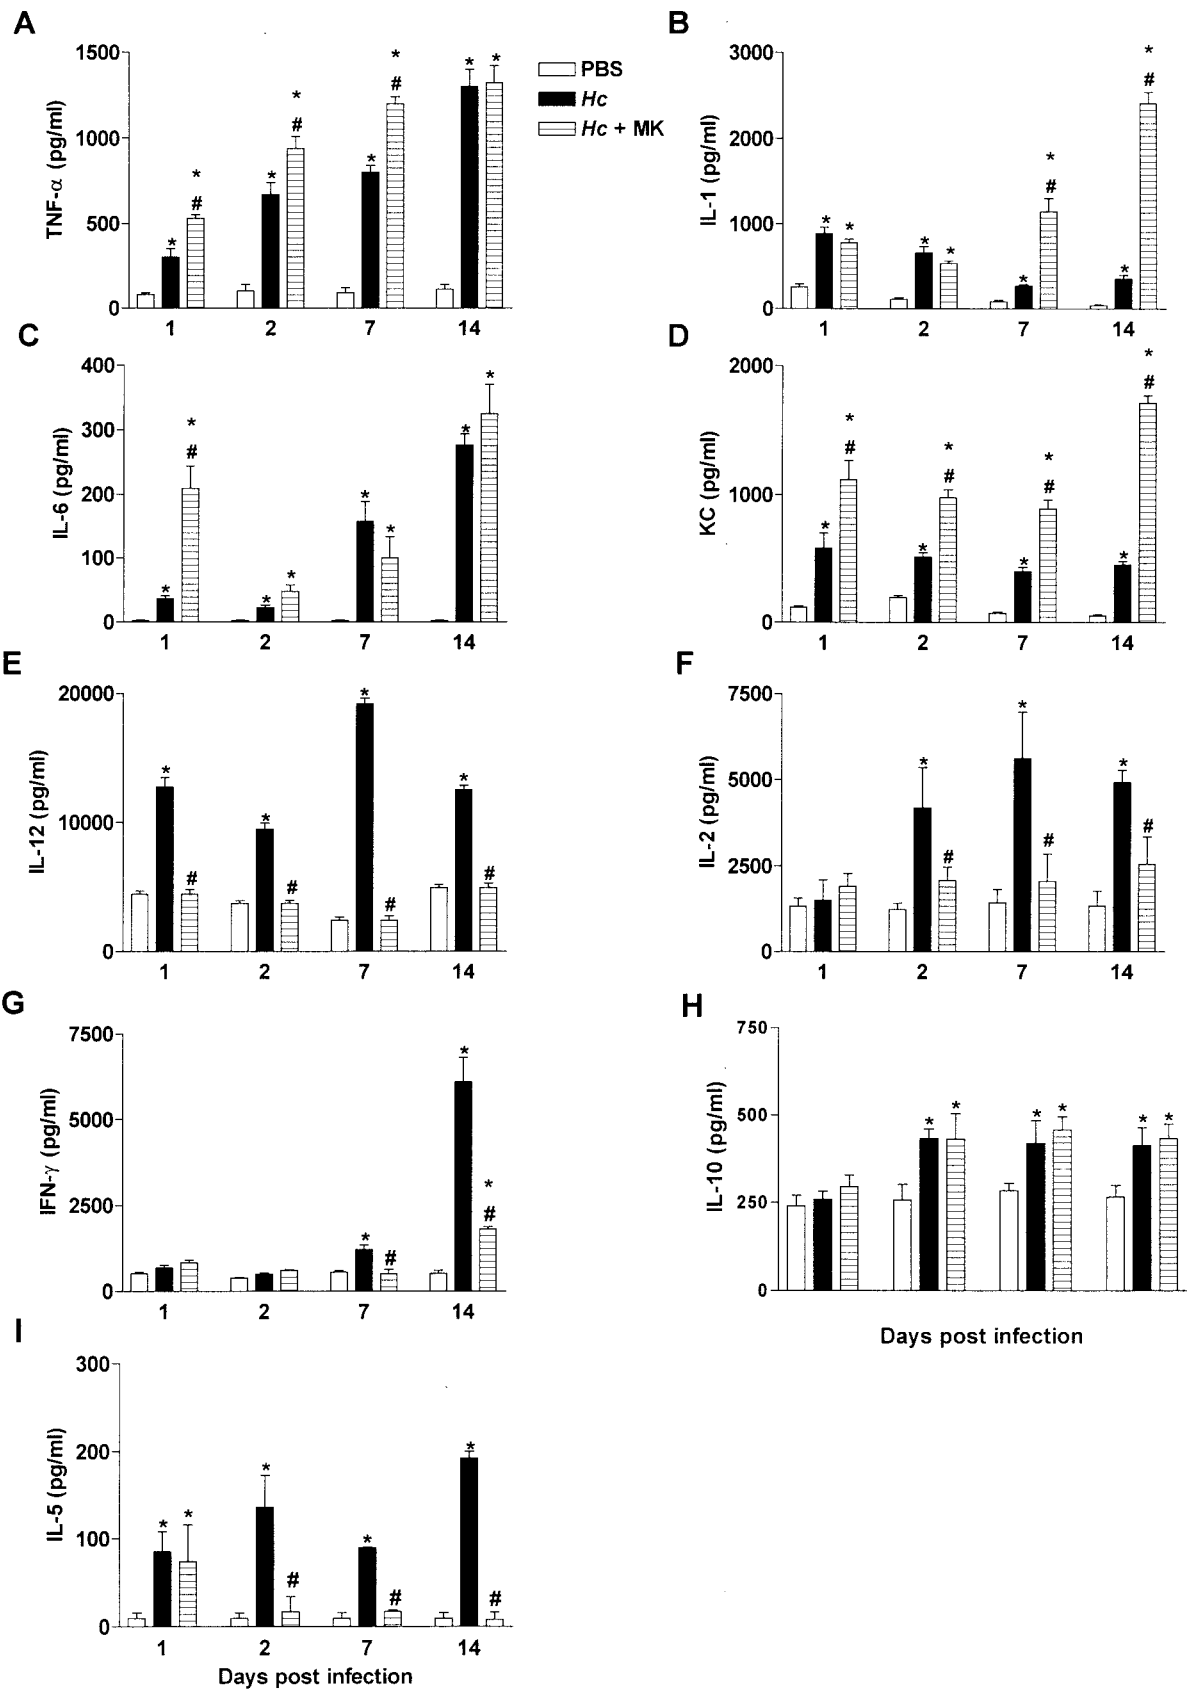 A
TNF-α (pg/ml)
1500
1000
500
0
* *# * *# * *# * *
1 2 7 14
PBS
Hc
Hc + MK
B
IL-1 (pg/ml)
3000
2000
1000
0
* * * * * *# * *#
1 2 7 14
C
IL-6 (pg/ml)
400
300
200
100
0
* *# * * * * * *
1 2 7 14
D
KC (pg/ml)
2000
1000
0
* *# * *# * *# * *#
1 2 7 14
E
IL-12 (pg/ml)
20000
10000
0
* # * # * # * #
1 2 7 14
F
IL-2 (pg/ml)
7500
5000
2500
0
* # * # * #
1 2 7 14
G
IFN-γ (pg/ml)
7500
5000
2500
0
* # * *#
1 2 7 14
H
IL-10 (pg/ml)
750
500
250
0
* * * * * *
Days post infection
I
IL-5 (pg/ml)
300
200
100
0
* * * # * # * #
1 2 7 14
Days post infection